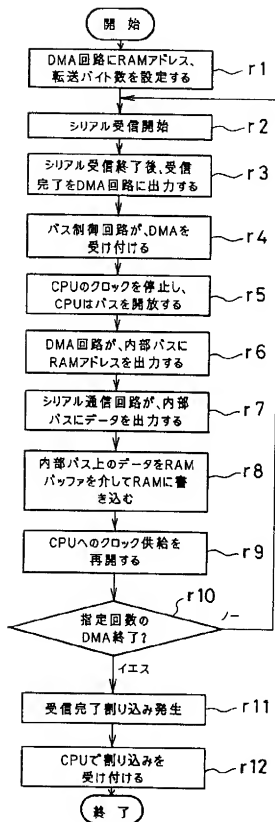 開始
DMA回路にRAMアドレス、
転送バイト数を設定する
r1
シリアル受信開始
r2
シリアル受信終了後、受信
完了をDMA回路に出力する
r3
バス制御回路が、DMAを
受け付ける
r4
CPUのクロックを停止し、
CPUはバスを開放する
r5
DMA回路が、内部バスに
RAMアドレスを出力する
r6
シリアル通信回路が、内部
バスにデータを出力する
r7
内部バス上のデータをRAM
バッファを介してRAMに書
き込む
r8
CPUへのクロック供給を
再開する
r9
r10
指定回数の
DMA終了?
ノー
イエス
受信完了割り込み発生
r11
CPUで割り込みを
受け付ける
r12
終了